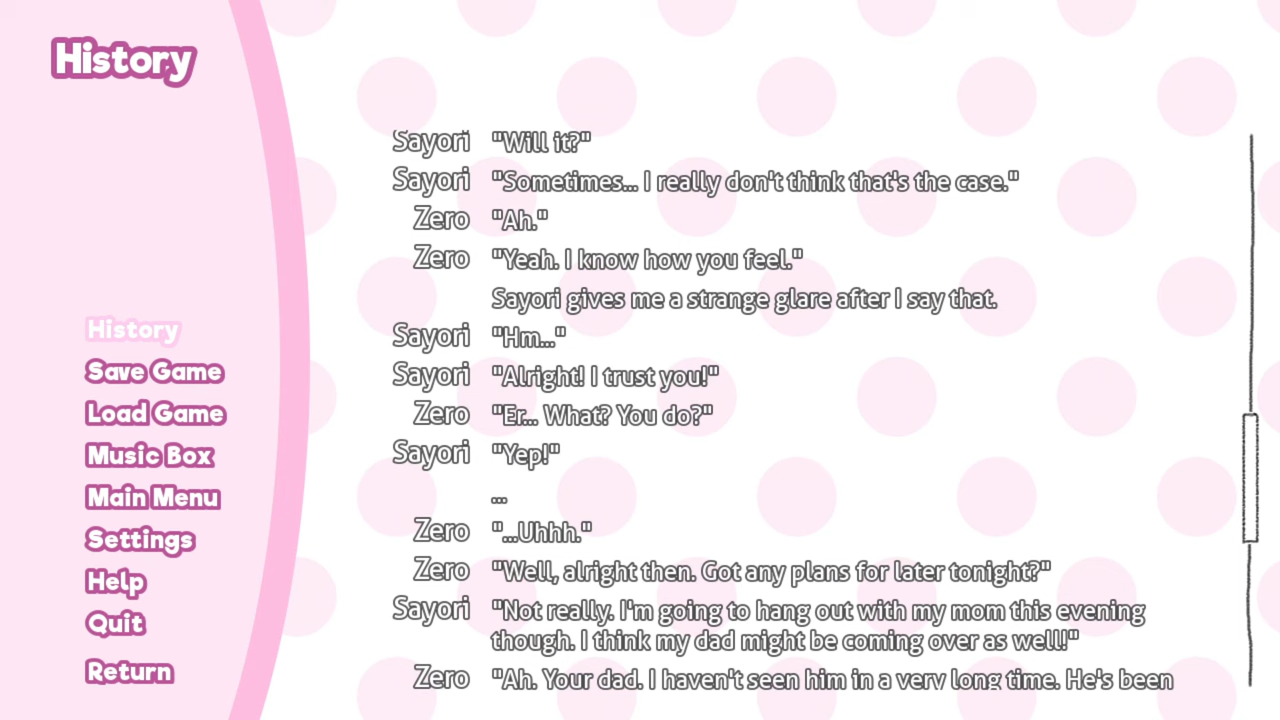 History
Sayori "Will it?"
Sayori "Sometimes... I really don't think that's the case."
Zero "Ah."
Zero "Yeah. I know how you feel."
Sayori gives me a strange glare after I say that.
Sayori "Hm..."
Sayori "Alright! I trust you!"
Zero "Er... What? You do?"
Sayori "Yep!"
...
Zero "...Uhhh."
Zero "Well, alright then. Got any plans for later tonight?"
Sayori "Not really. I'm going to hang out with my mom this evening
though. I think my dad might be coming over as well!"
Zero "Ah. Your dad. I haven't seen him in a very long time. He's been
History
Save Game
Load Game
Music Box
Main Menu
Settings
Help
Quit
Return